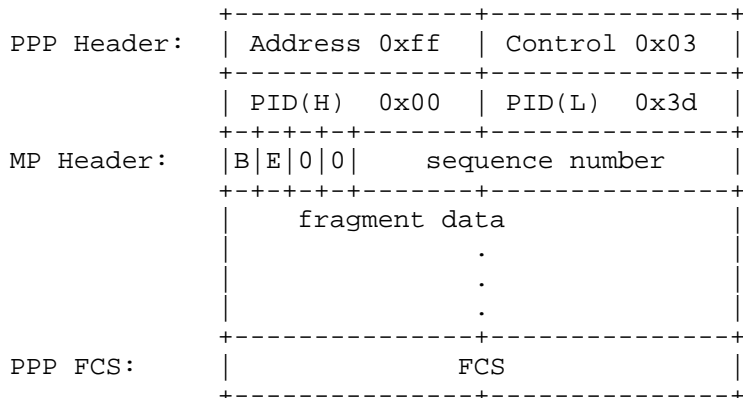 +---------------+---------------+
PPP Header:   | Address 0xff  | Control 0x03  |
              +---------------+---------------+
              | PID(H)  0x00  | PID(L)  0x3d  |
              +-+-+-+-+-------+---------------+
MP Header:    |B|E|0|0|    sequence number    |
              +-+-+-+-+-------+---------------+
              |    fragment data              |
              |               .               |
              |               .               |
              |               .               |
              +---------------+---------------+
PPP FCS:      |              FCS              |
              +---------------+---------------+